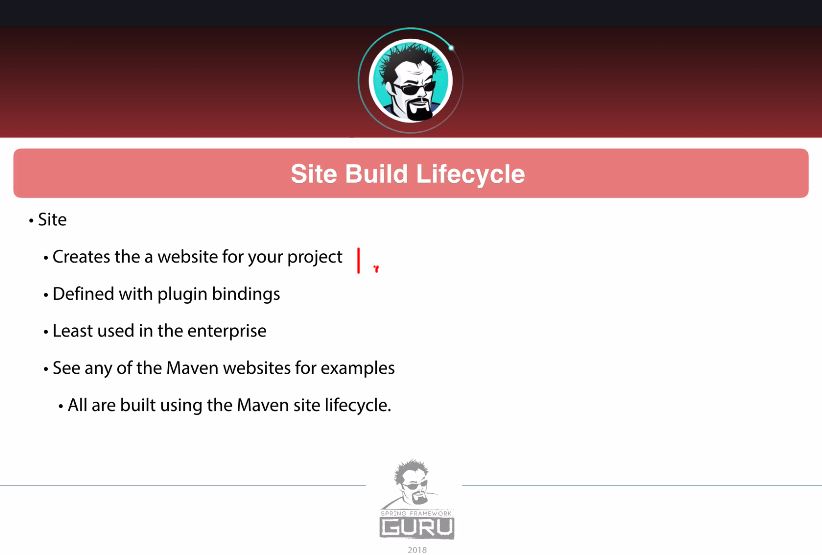 Site Build Lifecycle
• Site
• Creates the a website for your project
• Defined with plugin bindings
• Least used in the enterprise
• See any of the Maven websites for examples
• All are built using the Maven site lifecycle.
SPRING FRAMEWORK
GURU
2018